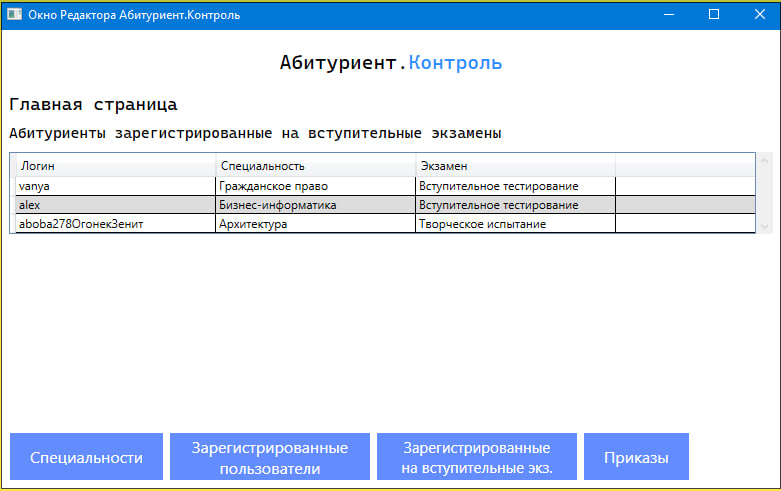 Окно Редактора Абитуриент.Контроль
Абитуриент.Контроль
Главная страница
Абитуриенты зарегистрированные на вступительные экзамены
Логин Специальность Экзамен
vanya Гражданское право Вступительное тестирование
alex Бизнес-информатика Вступительное тестирование
aboba278ОгонекЗенит Архитектура Творческое испытание
Специальности
Зарегистрированные
пользователи
Зарегистрированные
на вступительные экз.
Приказы